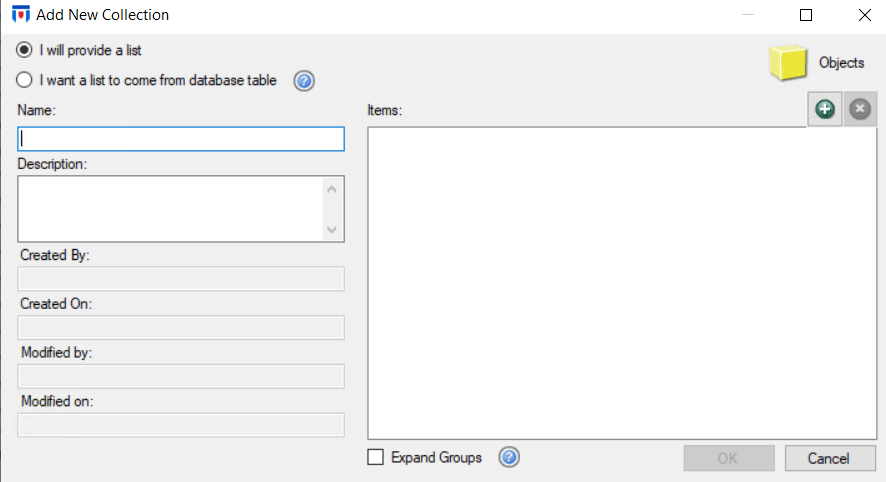 Add New Collection
I will provide a list
I want a list to come from database table
Objects
Name:
Items:
Description:
Created By:
Created On:
Modified by:
Modified on:
Expand Groups
OK
Cancel